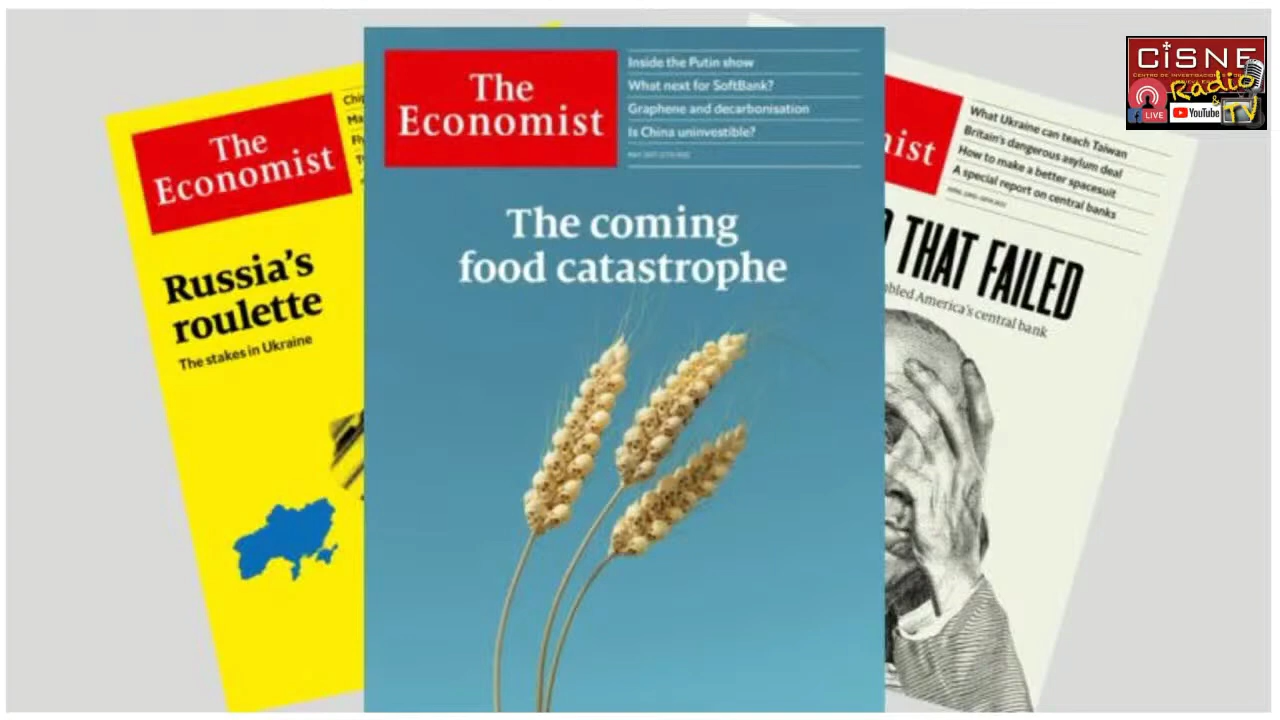 The
Economist
Chip
Ma
Russia's
roulette
The stakes in Ukraine
The
Economist
Inside the Putin show
What next for SoftBank?
Graphene and decarbonisation
Is China uninvestible?
The coming
food catastrophe
ist
What Ukraine can teach Taiwan
Britain's dangerous asylum deal
How to make a better spacesuit
A special report on central banks
THAT FAILED
America's central bank
CiSNE
Radio
& TV
LIVE
YouTube